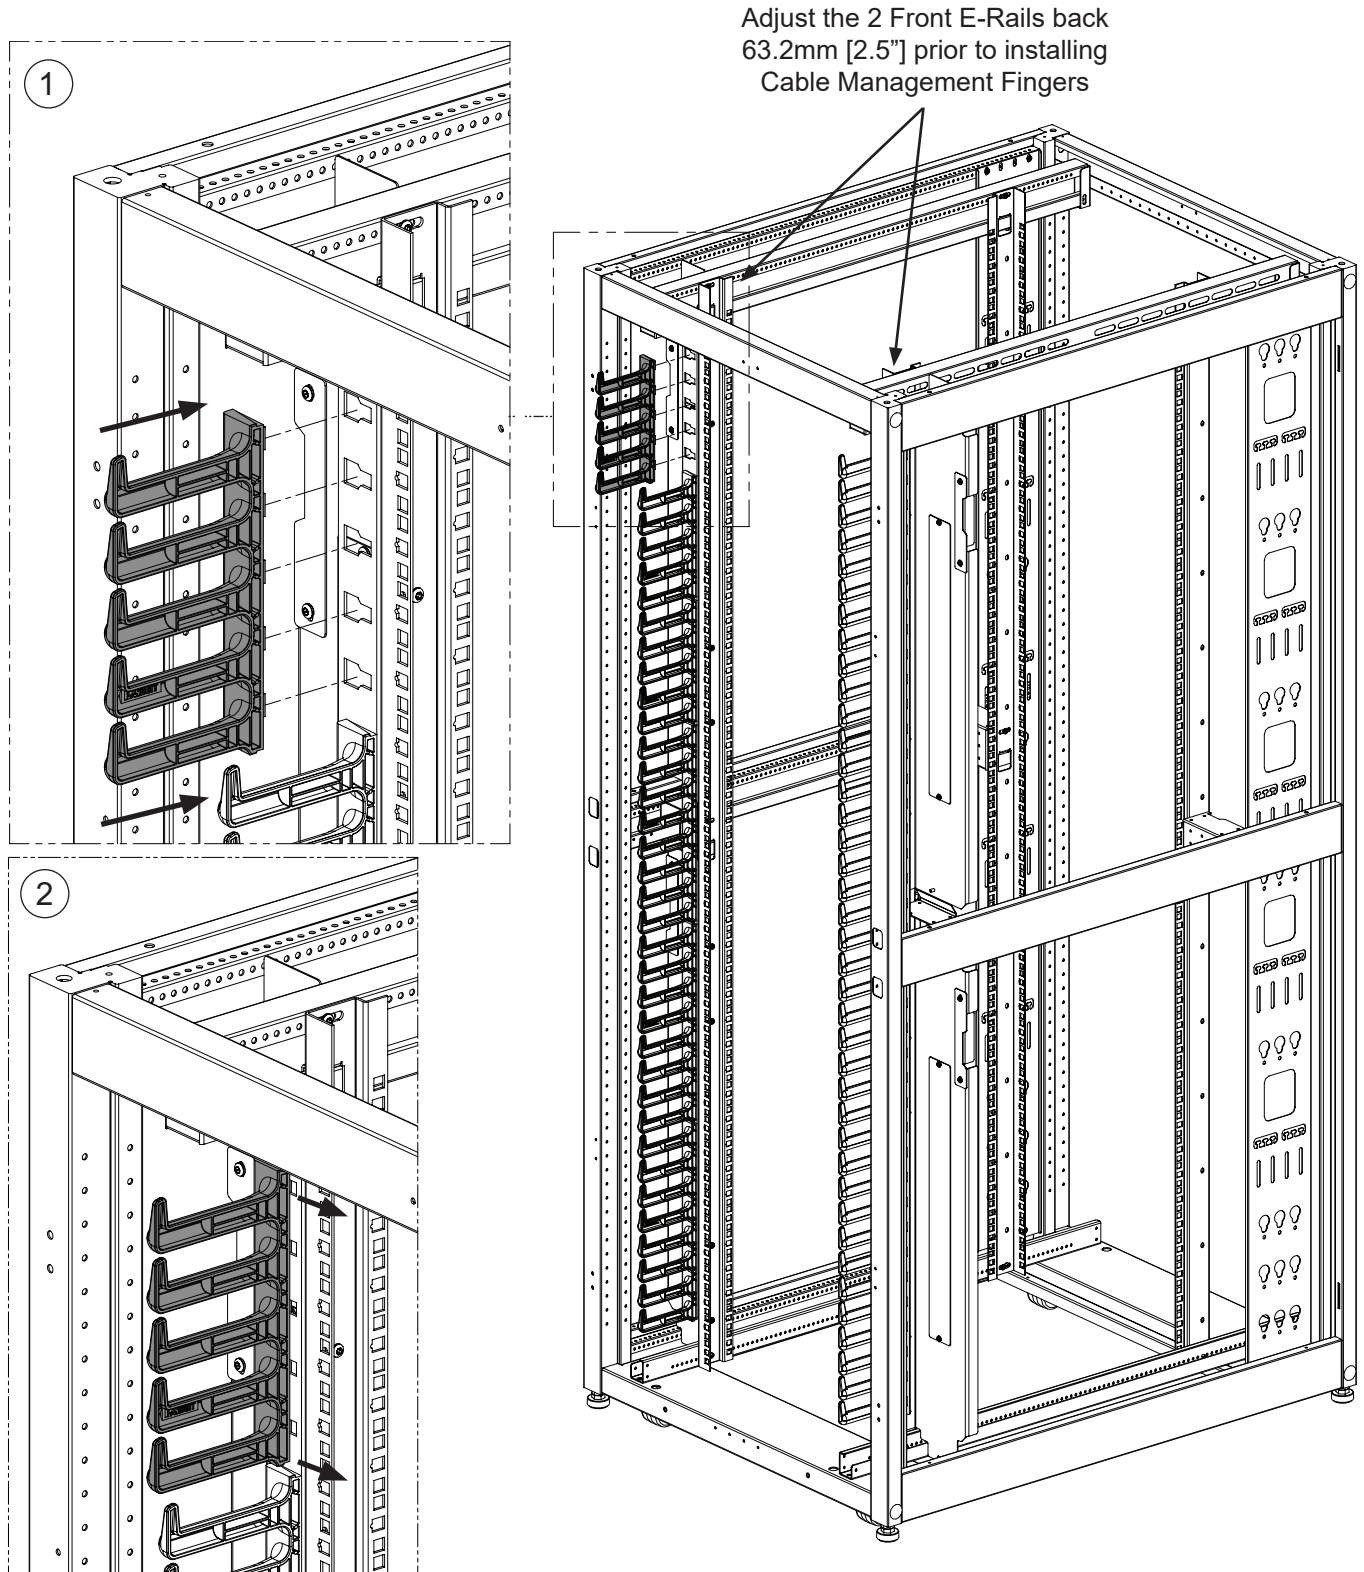 Adjust the 2 Front E-Rails back
63.2mm [2.5”] prior to installing
Cable Management Fingers
1
2